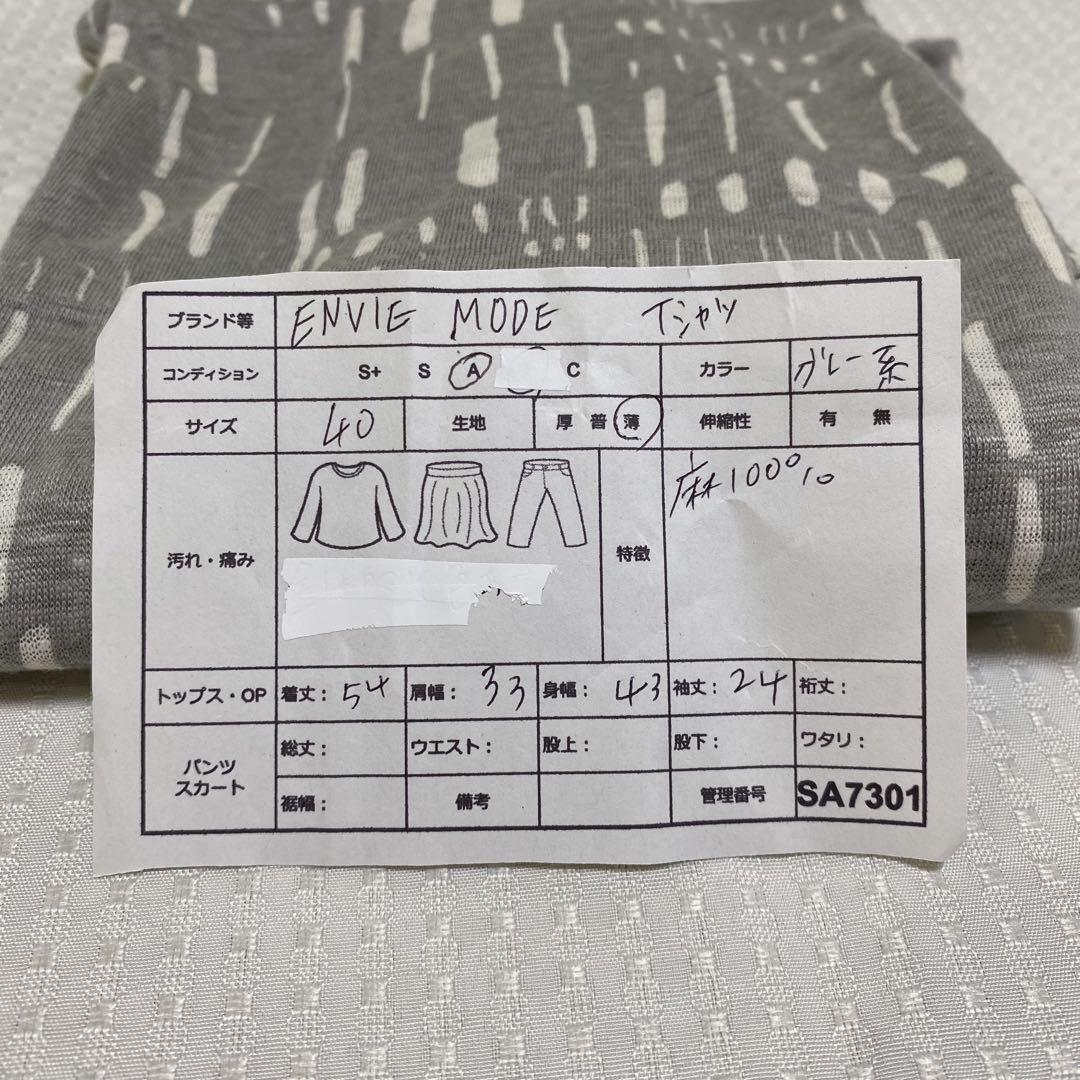 ブランド等 ENVIE MODE Tシャツ
コンディション S+ S A C カラー グレー系
サイズ 40 生地 厚 普 薄 伸縮性 有 無
汚れ・痛み 特徴 麻100%
トップス・OP 着丈：54 肩幅：33 身幅：43 袖丈：24 裄丈：
パンツ スカート 総丈： ウエスト： 股上： 股下： ワタリ：
裾幅： 備考 管理番号 SA7301